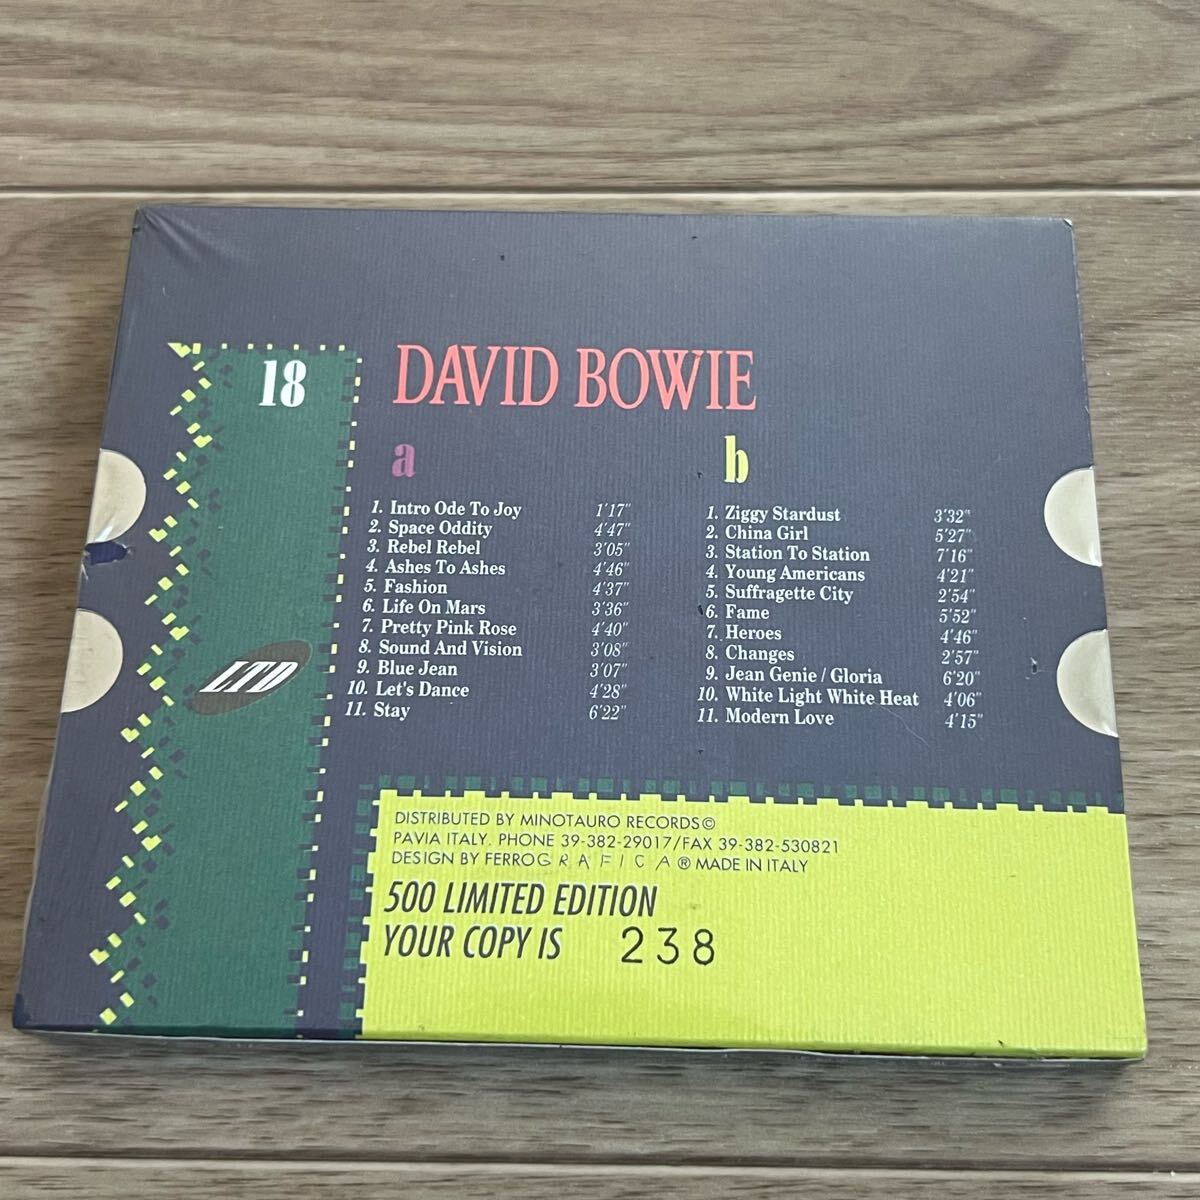 18
DAVID BOWIE
a
1. Intro Ode To Joy 1'17"
2. Space Oddity 4'47"
3. Rebel Rebel 3'05"
4. Ashes To Ashes 4'46"
5. Fashion 4'37"
6. Life On Mars 3'36"
7. Pretty Pink Rose 4'40"
8. Sound And Vision 3'08"
9. Blue Jean 3'07"
10. Let's Dance 4'28"
11. Stay 6'22"
b
1. Ziggy Stardust 3'32"
2. China Girl 5'27"
3. Station To Station 7'16"
4. Young Americans 4'21"
5. Suffragette City 2'54"
6. Fame 5'52"
7. Heroes 4'46"
8. Changes 2'57"
9. Jean Genie / Gloria 6'20"
10. White Light White Heat 4'06"
11. Modern Love 4'15"
LTD
DISTRIBUTED BY MINOTAURO RECORDS©
PAVIA ITALY. PHONE 39-382-29017/FAX 39-382-530821
DESIGN BY FERROGRAFICA® MADE IN ITALY
500 LIMITED EDITION
YOUR COPY IS 238